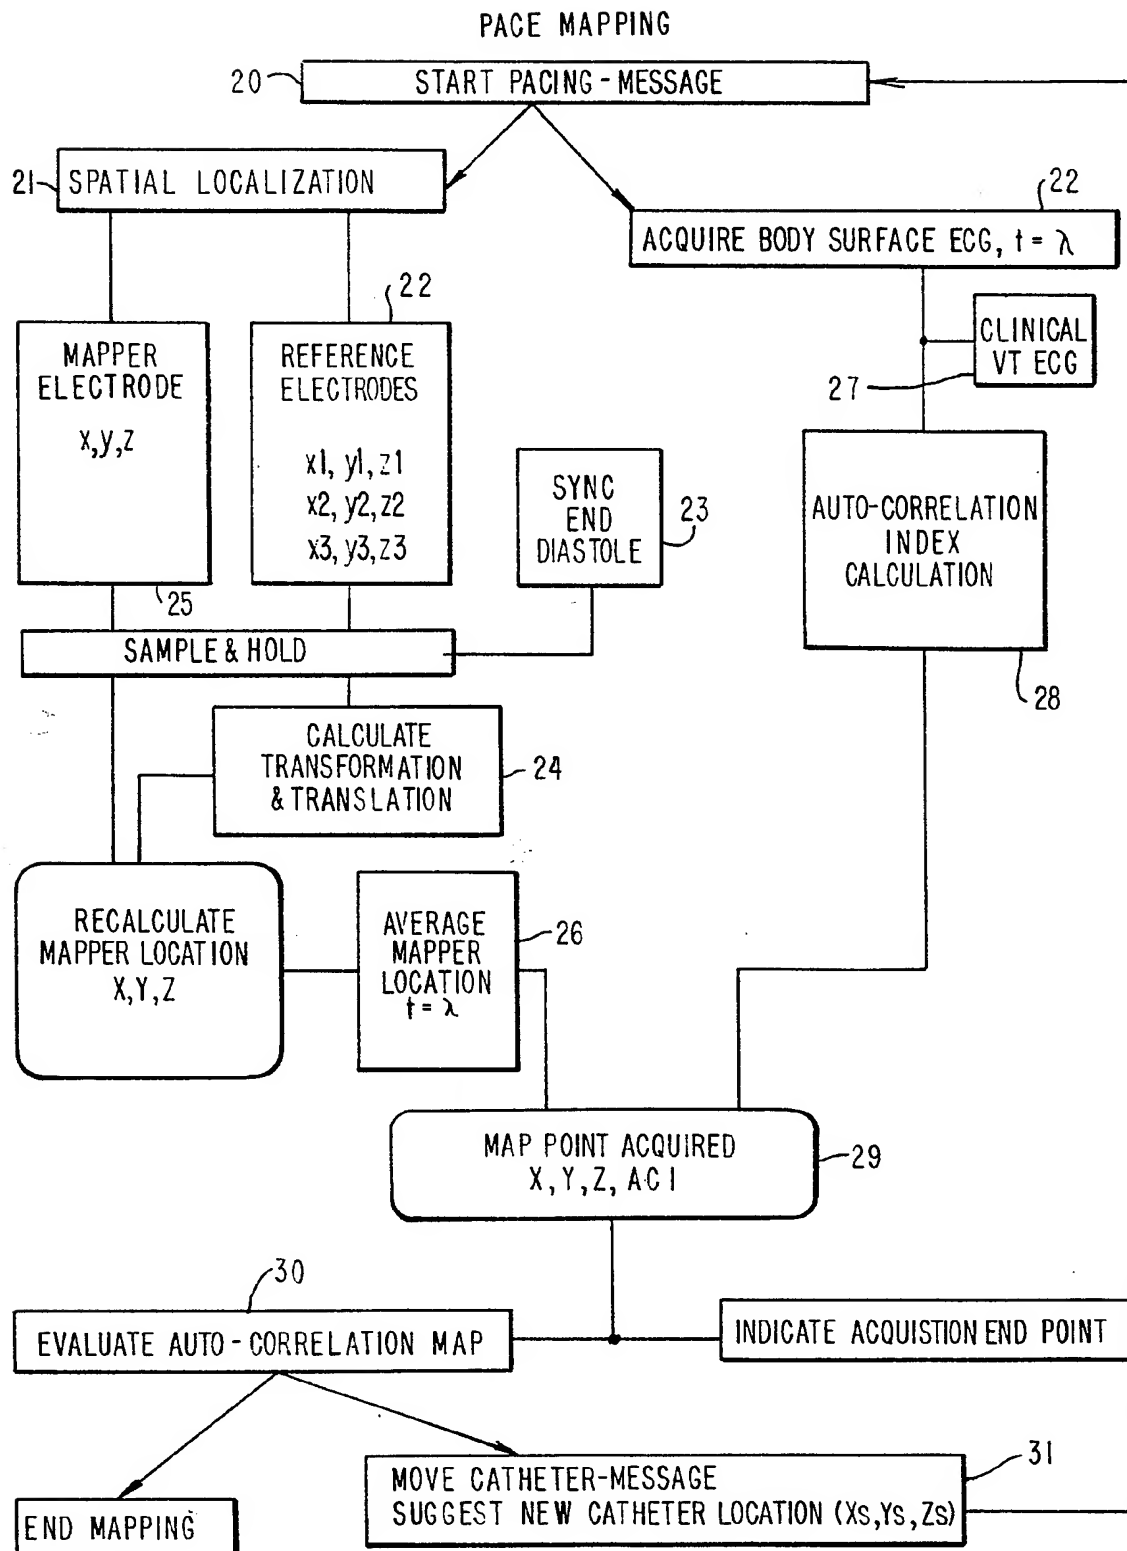 PACE MAPPING
20
START PACING-MESSAGE
21
SPATIAL LOCALIZATION
22
ACQUIRE BODY SURFACE ECG, t = λ
22
MAPPER
ELECTRODE
x,y,z
REFERENCE
ELECTRODES
x1, y1, z1
x2, y2, z2
x3, y3, z3
CLINICAL
VT ECG
27
SYNC
END
DIASTOLE
23
AUTO-CORRELATION
INDEX
CALCULATION
25
SAMPLE & HOLD
28
CALCULATE
TRANSFORMATION
& TRANSLATION
24
RECALCULATE
MAPPER LOCATION
X,Y,Z
AVERAGE
MAPPER
LOCATION
t = λ
26
MAP POINT ACQUIRED
X, Y, Z, ACI
29
30
EVALUATE AUTO-CORRELATION MAP
INDICATE ACQUISTION END POINT
31
MOVE CATHETER-MESSAGE
SUGGEST NEW CATHETER LOCATION (Xs,Ys,Zs)
END MAPPING